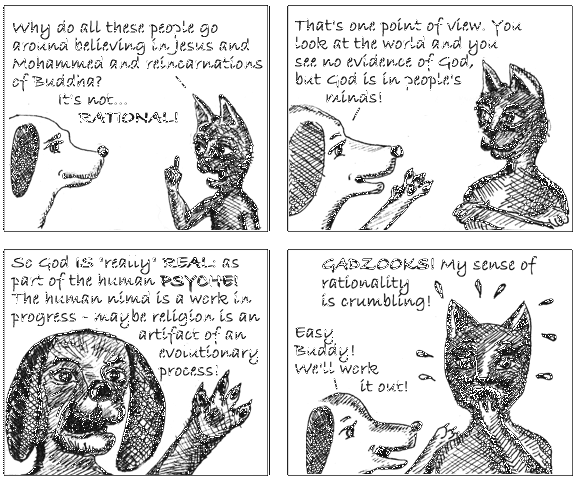 Why do all these people go
around believing in Jesus and
Mohammed and reincarnations
of Buddha?
It's not...
RATIONAL!
That's one point of view. You
look at the world and you
see no evidence of God,
but God is in people's
minds!
So God IS "really" REAL: as
part of the human PSYCHE!
The human nimd is a work in
progress - maybe religion is an
artifact of an
evolutionary
process!
GADZOOKS! My sense of
rationality
is crumbling!
Easy,
Buddy!
We'll work
it out!